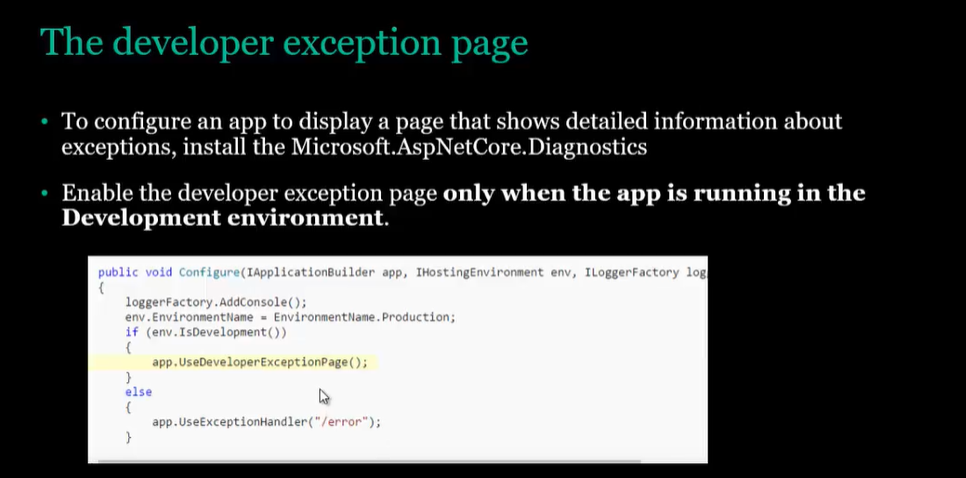 The developer exception page
• To configure an app to display a page that shows detailed information about
exceptions, install the Microsoft.AspNetCore.Diagnostics
• Enable the developer exception page only when the app is running in the
Development environment.
public void Configure(IApplicationBuilder app, IHostingEnvironment env, ILoggerFactory log
{
loggerFactory.AddConsole();
env.EnvironmentName = EnvironmentName.Production;
if (env.IsDevelopment())
{
app.UseDeveloperExceptionPage();
}
else
{
app.UseExceptionHandler("/error");
}